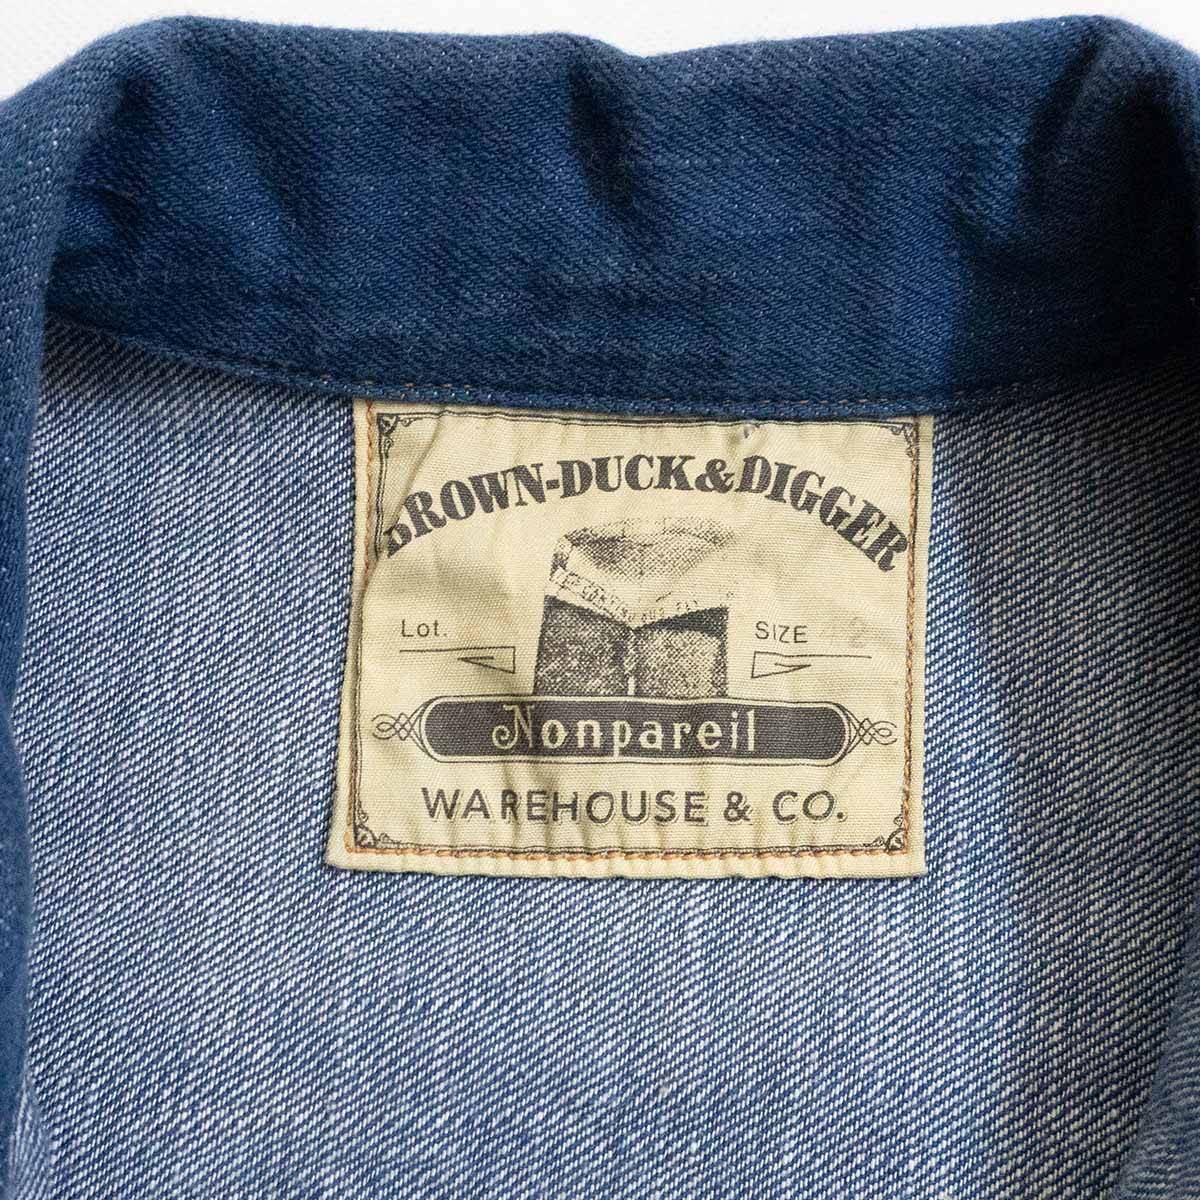 BROWN-DUCK & DIGGER
Lot. SIZE
Nonpareil
WAREHOUSE & CO.